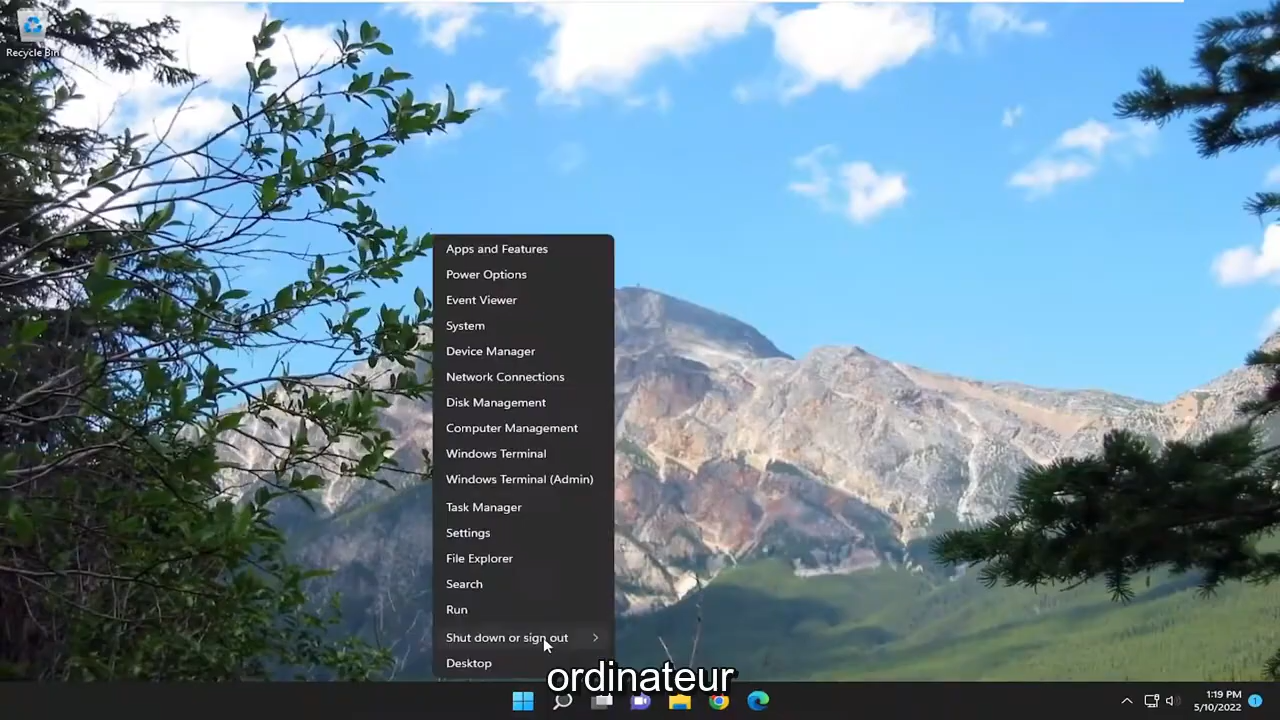 Recycle Bin
Apps and Features
Power Options
Event Viewer
System
Device Manager
Network Connections
Disk Management
Computer Management
Windows Terminal
Windows Terminal (Admin)
Task Manager
Settings
File Explorer
Search
Run
Shut down or sign out
Desktop
ordinateur
1:19 PM
5/10/2022
1